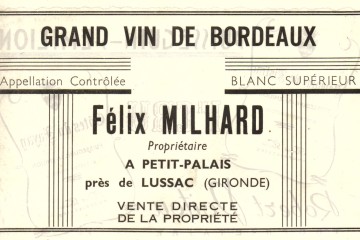 GRAND VIN DE BORDEAUX
Appellation Contrôlée BLANC SUPÉRIEUR
Félix MILHARD
Propriétaire
A PETIT-PALAIS
près de LUSSAC (GIRONDE)
VENTE DIRECTE
DE LA PROPRIÉTÉ